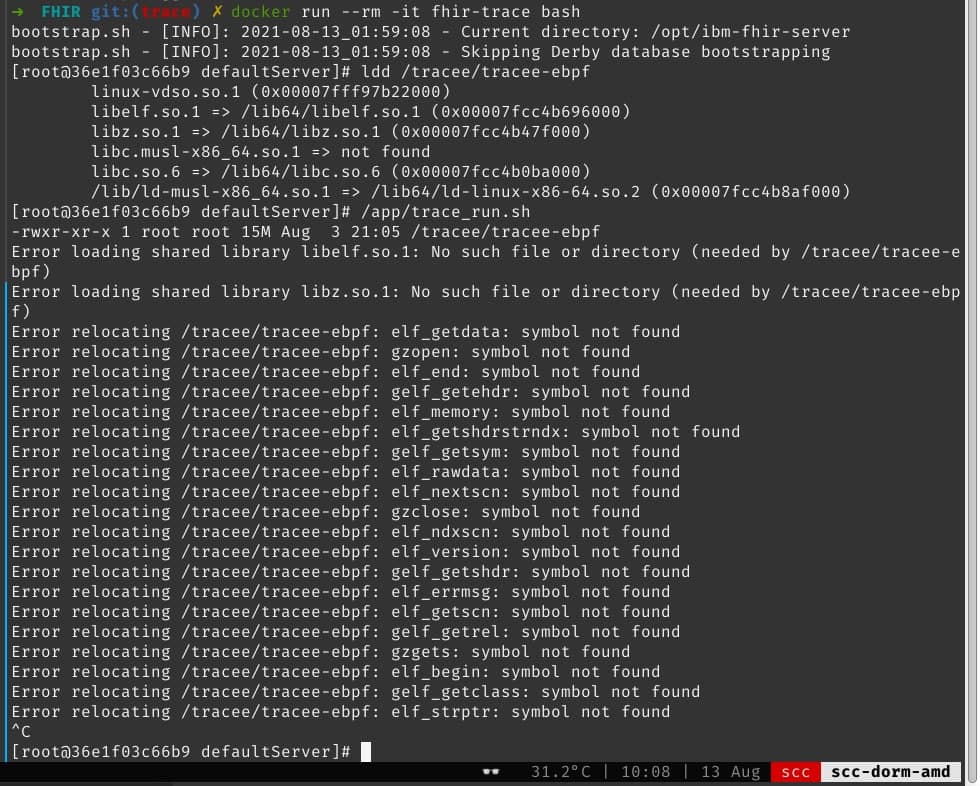 → FHIR git:(trace) ✗ docker run --rm -it fhir-trace bash
bootstrap.sh - [INFO]: 2021-08-13_01:59:08 - Current directory: /opt/ibm-fhir-server
bootstrap.sh - [INFO]: 2021-08-13_01:59:08 - Skipping Derby database bootstrapping
[root@36e1f03c66b9 defaultServer]# ldd /tracee/tracee-ebpf
        linux-vdso.so.1 (0x00007fff97b22000)
        libelf.so.1 => /lib64/libelf.so.1 (0x00007fcc4b696000)
        libz.so.1 => /lib64/libz.so.1 (0x00007fcc4b47f000)
        libc.musl-x86_64.so.1 => not found
        libc.so.6 => /lib64/libc.so.6 (0x00007fcc4b0ba000)
        /lib/ld-musl-x86_64.so.1 => /lib64/ld-linux-x86-64.so.2 (0x00007fcc4b8af000)
[root@36e1f03c66b9 defaultServer]# /app/trace_run.sh
-rwxr-xr-x 1 root root 15M Aug  3 21:05 /tracee/tracee-ebpf
Error loading shared library libelf.so.1: No such file or directory (needed by /tracee/tracee-e
bpf)
Error loading shared library libz.so.1: No such file or directory (needed by /tracee/tracee-ebp
f)
Error relocating /tracee/tracee-ebpf: elf_getdata: symbol not found
Error relocating /tracee/tracee-ebpf: gzopen: symbol not found
Error relocating /tracee/tracee-ebpf: elf_end: symbol not found
Error relocating /tracee/tracee-ebpf: gelf_getehdr: symbol not found
Error relocating /tracee/tracee-ebpf: elf_memory: symbol not found
Error relocating /tracee/tracee-ebpf: elf_getshdrstrndx: symbol not found
Error relocating /tracee/tracee-ebpf: gelf_getsym: symbol not found
Error relocating /tracee/tracee-ebpf: elf_rawdata: symbol not found
Error relocating /tracee/tracee-ebpf: elf_nextscn: symbol not found
Error relocating /tracee/tracee-ebpf: gzclose: symbol not found
Error relocating /tracee/tracee-ebpf: elf_ndxscn: symbol not found
Error relocating /tracee/tracee-ebpf: elf_version: symbol not found
Error relocating /tracee/tracee-ebpf: gelf_getshdr: symbol not found
Error relocating /tracee/tracee-ebpf: elf_errmsg: symbol not found
Error relocating /tracee/tracee-ebpf: elf_getscn: symbol not found
Error relocating /tracee/tracee-ebpf: gelf_getrel: symbol not found
Error relocating /tracee/tracee-ebpf: gzgets: symbol not found
Error relocating /tracee/tracee-ebpf: elf_begin: symbol not found
Error relocating /tracee/tracee-ebpf: gelf_getclass: symbol not found
Error relocating /tracee/tracee-ebpf: elf_strptr: symbol not found
^C
[root@36e1f03c66b9 defaultServer]#
31.2°C | 10:08 | 13 Aug scc scc-dorm-amd